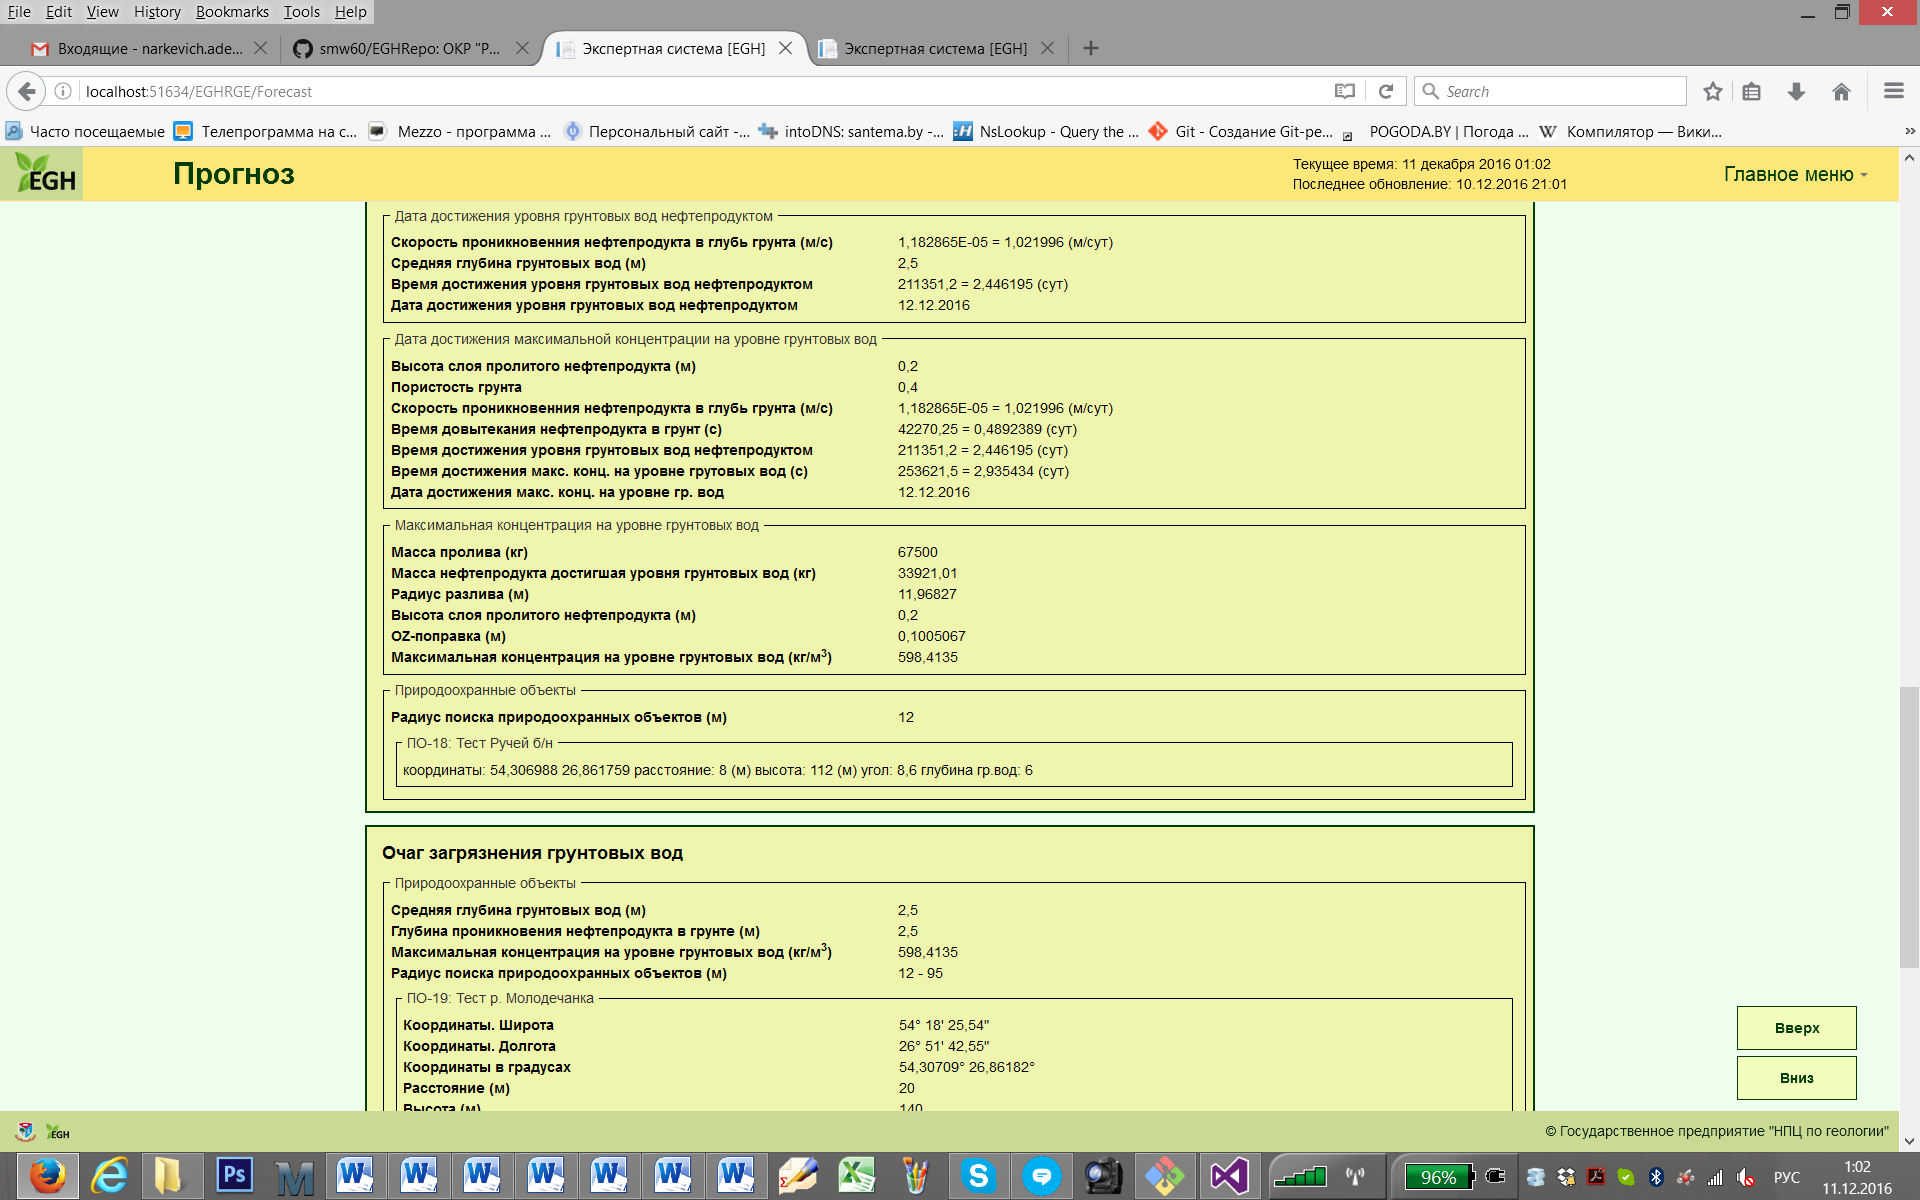 File Edit View History Bookmarks Tools Help
Входящие - narkevich.ade...
smw60/EGHRepo: ОКР "Р...
Экспертная система [EGH]
Экспертная система [EGH]
localhost:51634/EGHRGE/Forecast
Search
Часто посещаемые
Телепрограмма на с...
Mezzo - программа ...
Персональный сайт -...
intoDNS: santema.by -...
NsLookup - Query the ...
Git - Создание Git-ре...
POGODA.BY | Погода ...
Компилятор — Вики...
EGH
Прогноз
Текущее время: 11 декабря 2016 01:02
Последнее обновление: 10.12.2016 21:01
Главное меню
Дата достижения уровня грунтовых вод нефтепродуктом
Скорость проникновенния нефтепродукта в глубь грунта (м/с) 1,182865E-05 = 1,021996 (м/сут)
Средняя глубина грунтовых вод (м) 2,5
Время достижения уровня грунтовых вод нефтепродуктом 211351,2 = 2,446195 (сут)
Дата достижения уровня грунтовых вод нефтепродуктом 12.12.2016
Дата достижения максимальной концентрации на уровне грунтовых вод
Высота слоя пролитого нефтепродукта (м) 0,2
Пористость грунта 0,4
Скорость проникновенния нефтепродукта в глубь грунта (м/с) 1,182865E-05 = 1,021996 (м/сут)
Время довытекания нефтепродукта в грунт (с) 42270,25 = 0,4892389 (сут)
Время достижения уровня грунтовых вод нефтепродуктом 211351,2 = 2,446195 (сут)
Время достижения макс. конц. на уровне грутовых вод (с) 253621,5 = 2,935434 (сут)
Дата достижения макс. конц. на уровне гр. вод 12.12.2016
Максимальная концентрация на уровне грунтовых вод
Масса пролива (кг) 67500
Масса нефтепродукта достигшая уровня грунтовых вод (кг) 33921,01
Радиус разлива (м) 11,96827
Высота слоя пролитого нефтепродукта (м) 0,2
OZ-поправка (м) 0,1005067
Максимальная концентрация на уровне грунтовых вод (кг/м³) 598,4135
Природоохранные объекты
Радиус поиска природоохранных объектов (м) 12
ПО-18: Тест Ручей б/н
координаты: 54,306988 26,861759 расстояние: 8 (м) высота: 112 (м) угол: 8,6 глубина гр.вод: 6
Очаг загрязнения грунтовых вод
Природоохранные объекты
Средняя глубина грунтовых вод (м) 2,5
Глубина проникновения нефтепродукта в грунте (м) 2,5
Максимальная концентрация на уровне грунтовых вод (кг/м³) 598,4135
Радиус поиска природоохранных объектов (м) 12 - 95
ПО-19: Тест р. Молодечанка
Координаты. Широта 54° 18' 25,54"
Координаты. Долгота 26° 51' 42,55"
Координаты в градусах 54,30709° 26,86182°
Расстояние (м) 20
Высота (м) 140
Вверх
Вниз
EGH
© Государственное предприятие "НПЦ по геологии"
96%
РУС
1:02
11.12.2016